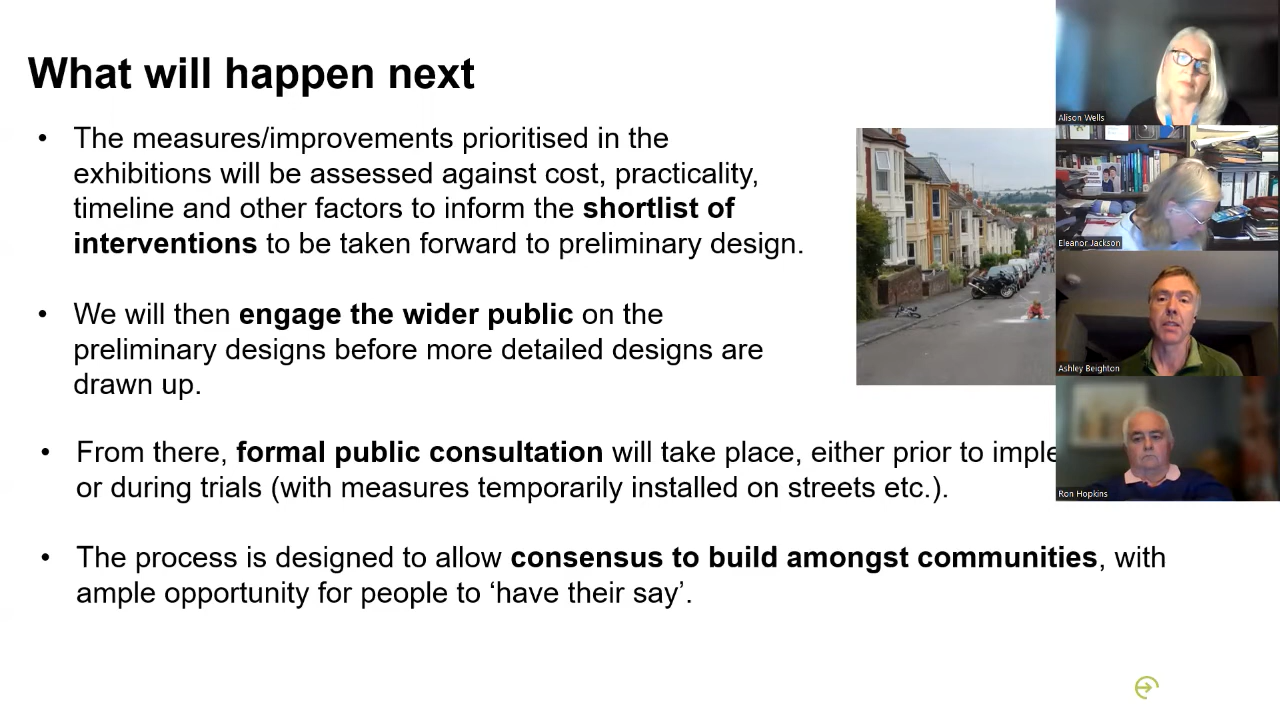 What will happen next
• The measures/improvements prioritised in the
exhibitions will be assessed against cost, practicality,
timeline and other factors to inform the shortlist of
interventions to be taken forward to preliminary design.
• We will then engage the wider public on the
preliminary designs before more detailed designs are
drawn up.
• From there, formal public consultation will take place, either prior to imple
or during trials (with measures temporarily installed on streets etc.).
• The process is designed to allow consensus to build amongst communities, with
ample opportunity for people to ‘have their say’.
Alison Wells
Eleanor Jackson
Ashley Beighton
Ron Hopkins